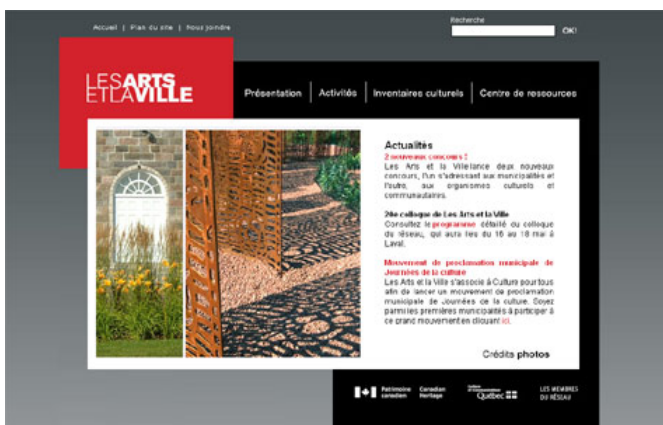 Accueil | Plan du site | Nous joindre
Recherche
OK!
LESARTS
ETLAVILLE
Présentation | Activités | Inventaires culturels | Centre de ressources
Actualités
2 nouveaux concours !
Les Arts et la Ville lance deux nouveaux
concours, l'un s'adressant aux municipalités et
l'autre, aux organismes culturels et
communautaires.
26e colloque de Les Arts et la Ville
Consultez le programme détaillé du colloque
du réseau, qui aura lieu du 16 au 18 mai à
Laval.
Mouvement de proclamation municipale de
Journées de la culture
Les Arts et la Ville s'associe à Culture pour tous
afin de lancer un mouvement de proclamation
municipale de Journées de la culture. Soyez
parmi les premières municipalités à participer à
ce grand mouvement en cliquant ici.
Crédits photos
Patrimoine canadien
Canadian Heritage
Québec
LES MEMBRES
DU RÉSEAU